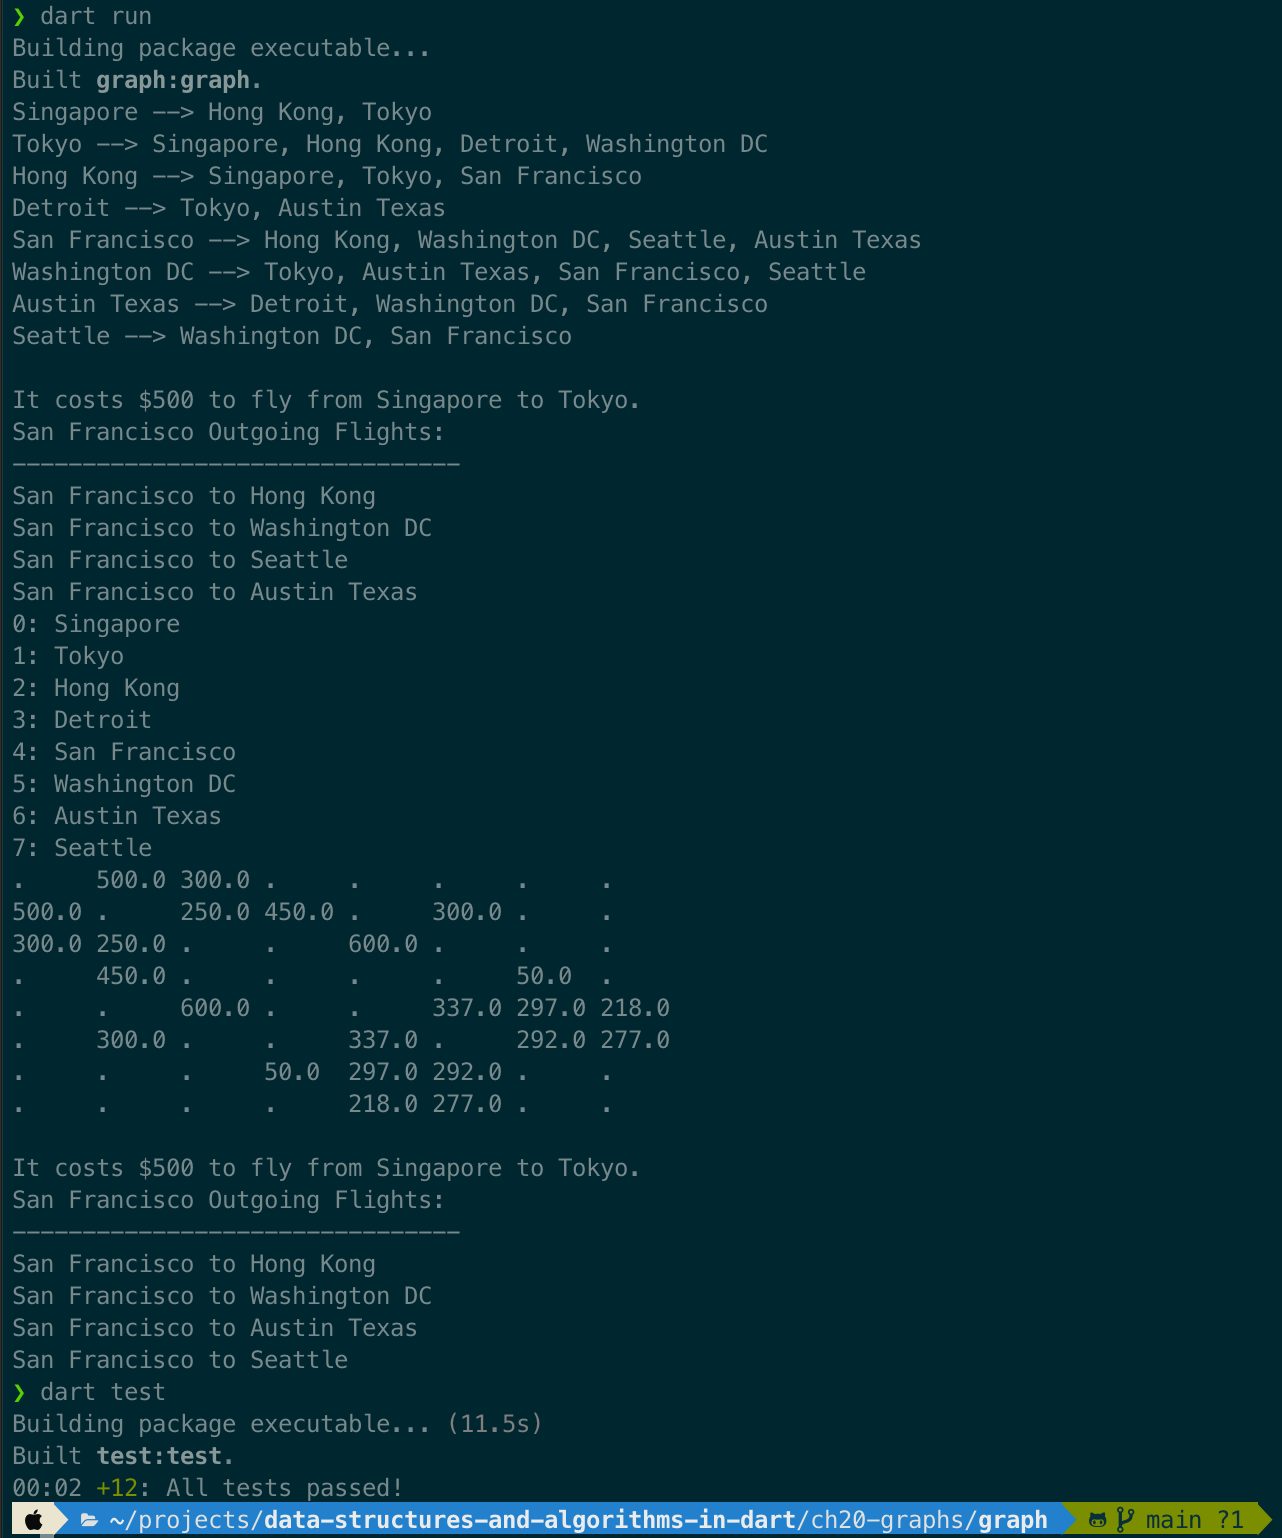 ❯ dart run
Building package executable...
Built graph:graph.
Singapore --> Hong Kong, Tokyo
Tokyo --> Singapore, Hong Kong, Detroit, Washington DC
Hong Kong --> Singapore, Tokyo, San Francisco
Detroit --> Tokyo, Austin Texas
San Francisco --> Hong Kong, Washington DC, Seattle, Austin Texas
Washington DC --> Tokyo, Austin Texas, San Francisco, Seattle
Austin Texas --> Detroit, Washington DC, San Francisco
Seattle --> Washington DC, San Francisco

It costs $500 to fly from Singapore to Tokyo.
San Francisco Outgoing Flights:
--------------------------------
San Francisco to Hong Kong
San Francisco to Washington DC
San Francisco to Seattle
San Francisco to Austin Texas
0: Singapore
1: Tokyo
2: Hong Kong
3: Detroit
4: San Francisco
5: Washington DC
6: Austin Texas
7: Seattle
.     500.0 300.0 .     .     .     .     .
500.0 .     250.0 450.0 .     300.0 .     .
300.0 250.0 .     .     600.0 .     .     .
.     450.0 .     .     .     .     50.0  .
.     .     600.0 .     .     337.0 297.0 218.0
.     300.0 .     .     337.0 .     292.0 277.0
.     .     .     50.0  297.0 292.0 .     .
.     .     .     .     218.0 277.0 .     .

It costs $500 to fly from Singapore to Tokyo.
San Francisco Outgoing Flights:
--------------------------------
San Francisco to Hong Kong
San Francisco to Washington DC
San Francisco to Austin Texas
San Francisco to Seattle
❯ dart test
Building package executable... (11.5s)
Built test:test.
00:02 +12: All tests passed!
~/projects/data-structures-and-algorithms-in-dart/ch20-graphs/graph main ?1